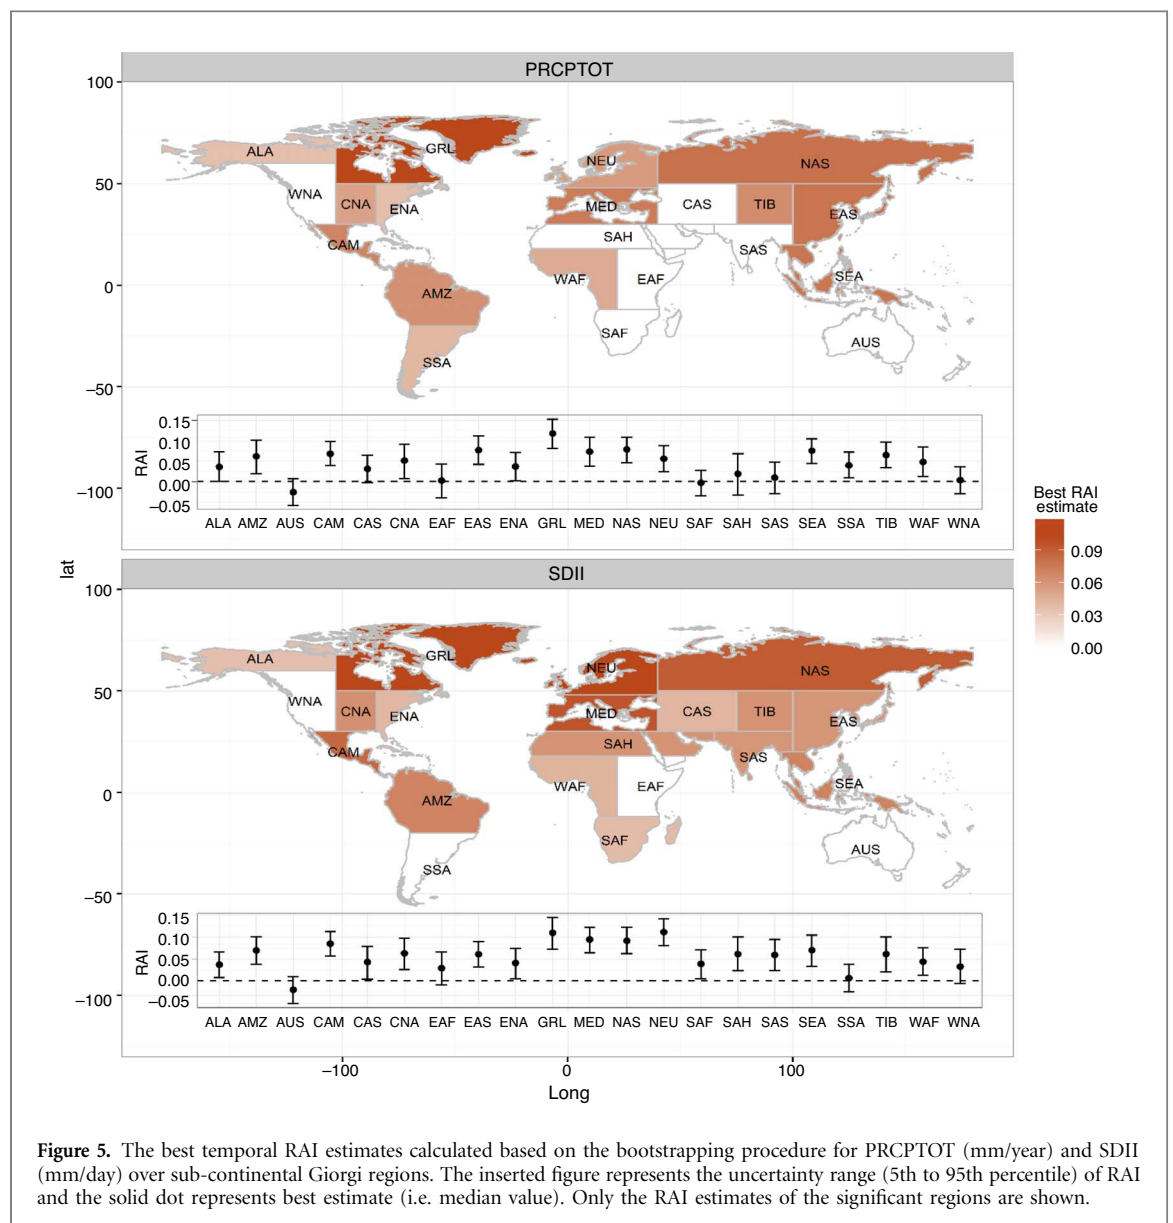 PRCPTOT
100
50
0
−50
−100
ALA
GRL
WNA
CNA
ENA
CAM
AMZ
SSA
NEU
MED
SAH
WAF
EAF
SAF
NAS
CAS
TIB
EAS
SAS
SEA
AUS
RAI
0.15
0.10
0.05
0.00
−0.05
ALA AMZ AUS CAM CAS CNA EAF EAS ENA GRL MED NAS NEU SAF SAH SAS SEA SSA TIB WAF WNA
lat
SDII
100
50
0
−50
−100
ALA
GRL
WNA
CNA
ENA
CAM
AMZ
SSA
NEU
MED
SAH
WAF
EAF
SAF
NAS
CAS
TIB
EAS
SAS
SEA
AUS
RAI
0.15
0.10
0.05
0.00
−0.05
ALA AMZ AUS CAM CAS CNA EAF EAS ENA GRL MED NAS NEU SAF SAH SAS SEA SSA TIB WAF WNA
−100 0 100
Long
Best RAI
estimate
0.09
0.06
0.03
0.00
Figure 5. The best temporal RAI estimates calculated based on the bootstrapping procedure for PRCPTOT (mm/year) and SDII
(mm/day) over sub-continental Giorgi regions. The inserted figure represents the uncertainty range (5th to 95th percentile) of RAI
and the solid dot represents best estimate (i.e. median value). Only the RAI estimates of the significant regions are shown.